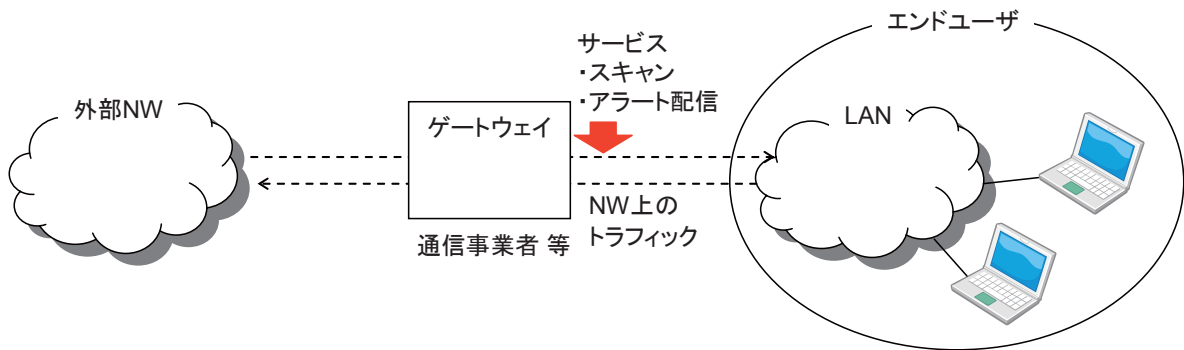 エンドユーザ
サービス
・スキャン
・アラート配信
外部NW
ゲートウェイ
LAN
NW上の
トラフィック
通信事業者 等